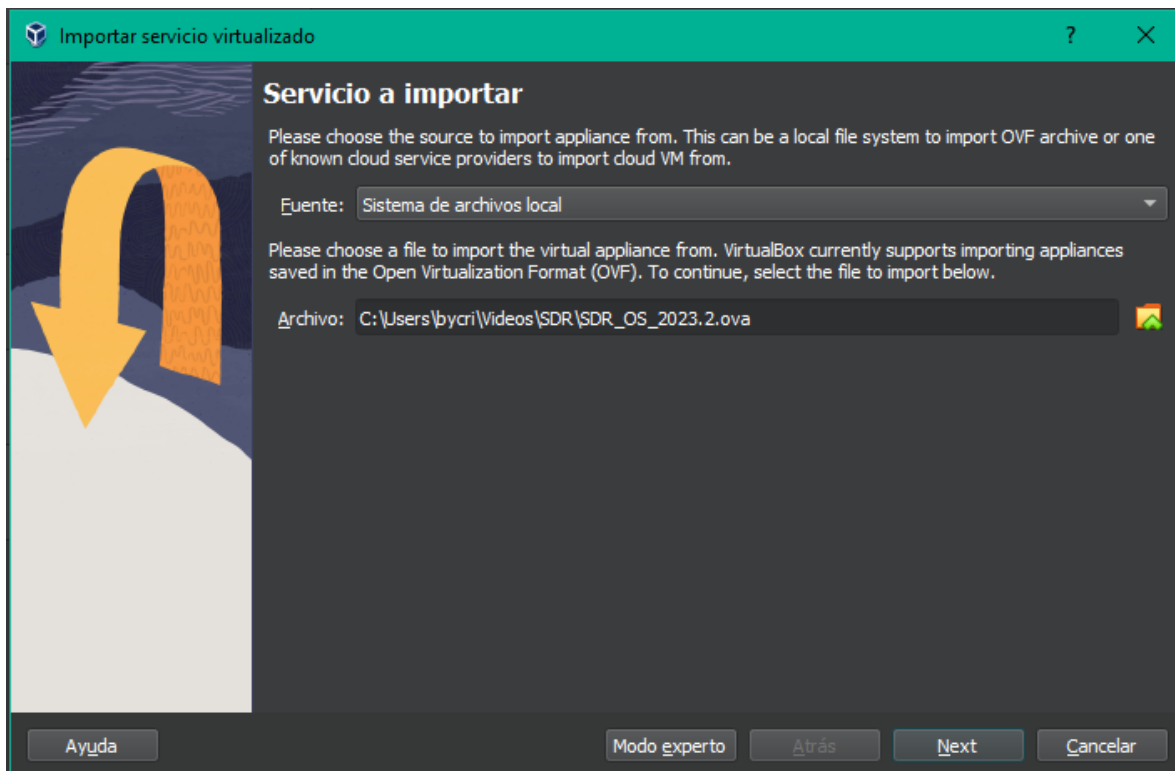 Importar servicio virtualizado
?
Servicio a importar
Please choose the source to import appliance from. This can be a local file system to import OVF archive or one
of known cloud service providers to import cloud VM from.
Fuente: Sistema de archivos local
Please choose a file to import the virtual appliance from. VirtualBox currently supports importing appliances
saved in the Open Virtualization Format (OVF). To continue, select the file to import below.
Archivo: C:\Users\bycri\Videos\SDR\SDR_OS_2023.2.ova
Ayuda Modo experto Atrás Next Cancelar